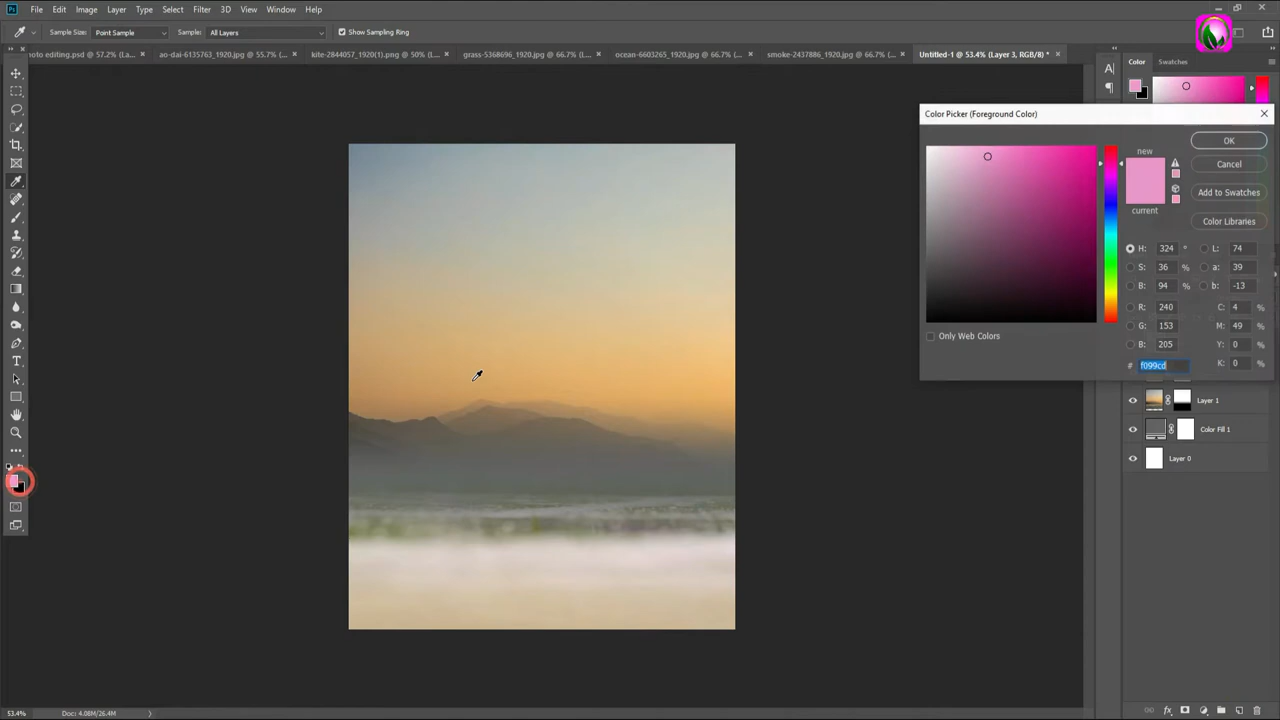 Ps File Edit Image Layer Type Select Filter 3D View Window Help
Sample Size: Point Sample Sample: All Layers Show Sampling Ring
hoto editing.psd @ 57.2% (Layer 1... × ao-dai-6135763_1920.jpg @ 55.7% (... × kite-2844057_1920(1).png @ 50% (... × grass-5368696_1920.jpg @ 66.7% (... × ocean-6603265_1920.jpg @ 66.7% (... × smoke-2437886_1920.jpg @ 66.7% (... × Untitled-1 @ 53.4% (Layer 3, RGB/8) * ×
Color Swatches
Color Picker (Foreground Color)
OK
new
Cancel
Add to Swatches
current
Color Libraries
H: 324 ° L: 74
S: 36 % a: 39
B: 94 % b: -13
R: 240 C: 4 %
G: 153 M: 49 %
Only Web Colors
B: 205 Y: 0 %
# f099cd K: 0 %
Layer 1
Color Fill 1
Layer 0
53.4% Doc: 4.08M/26.4M